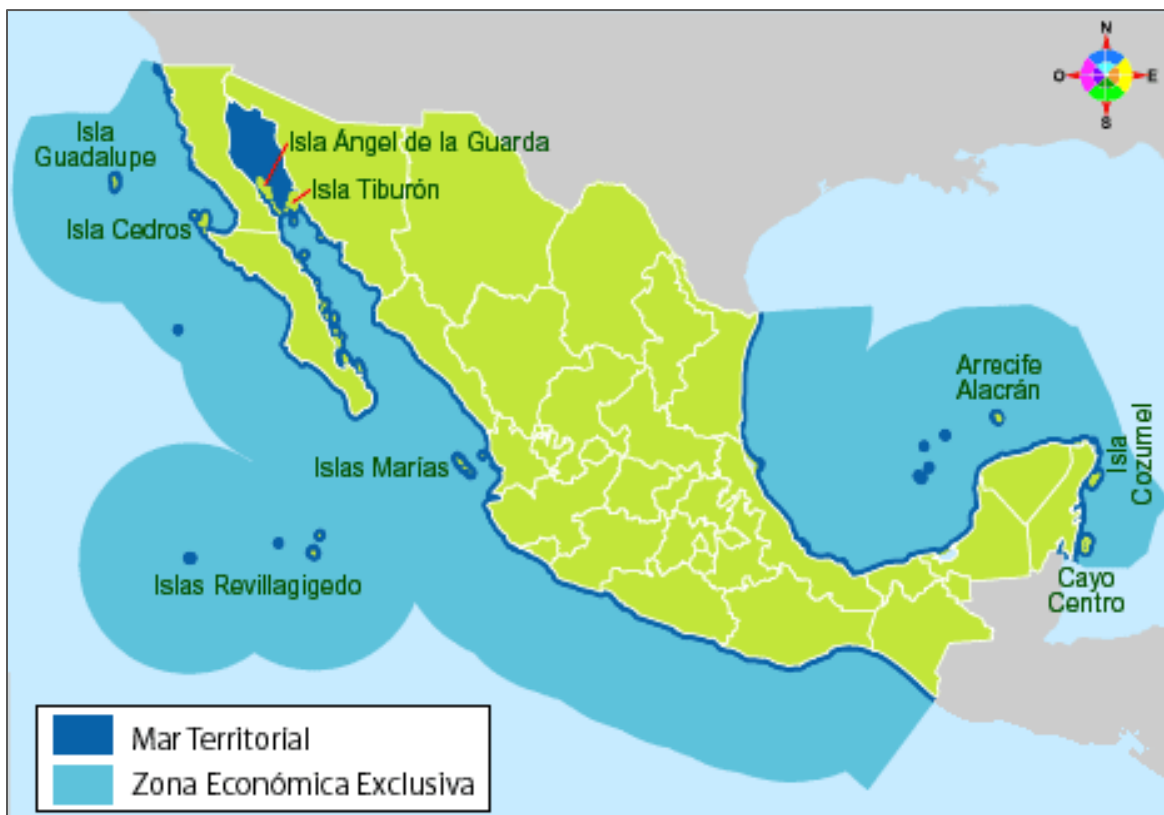 N
O
E
S
Isla
Guadalupe
Isla Ángel de la Guarda
Isla Tiburón
Isla Cedros
Islas Marías
Islas Revillagigedo
Arrecife
Alacrán
Isla
Cozumel
Cayo
Centro
Mar Territorial
Zona Económica Exclusiva